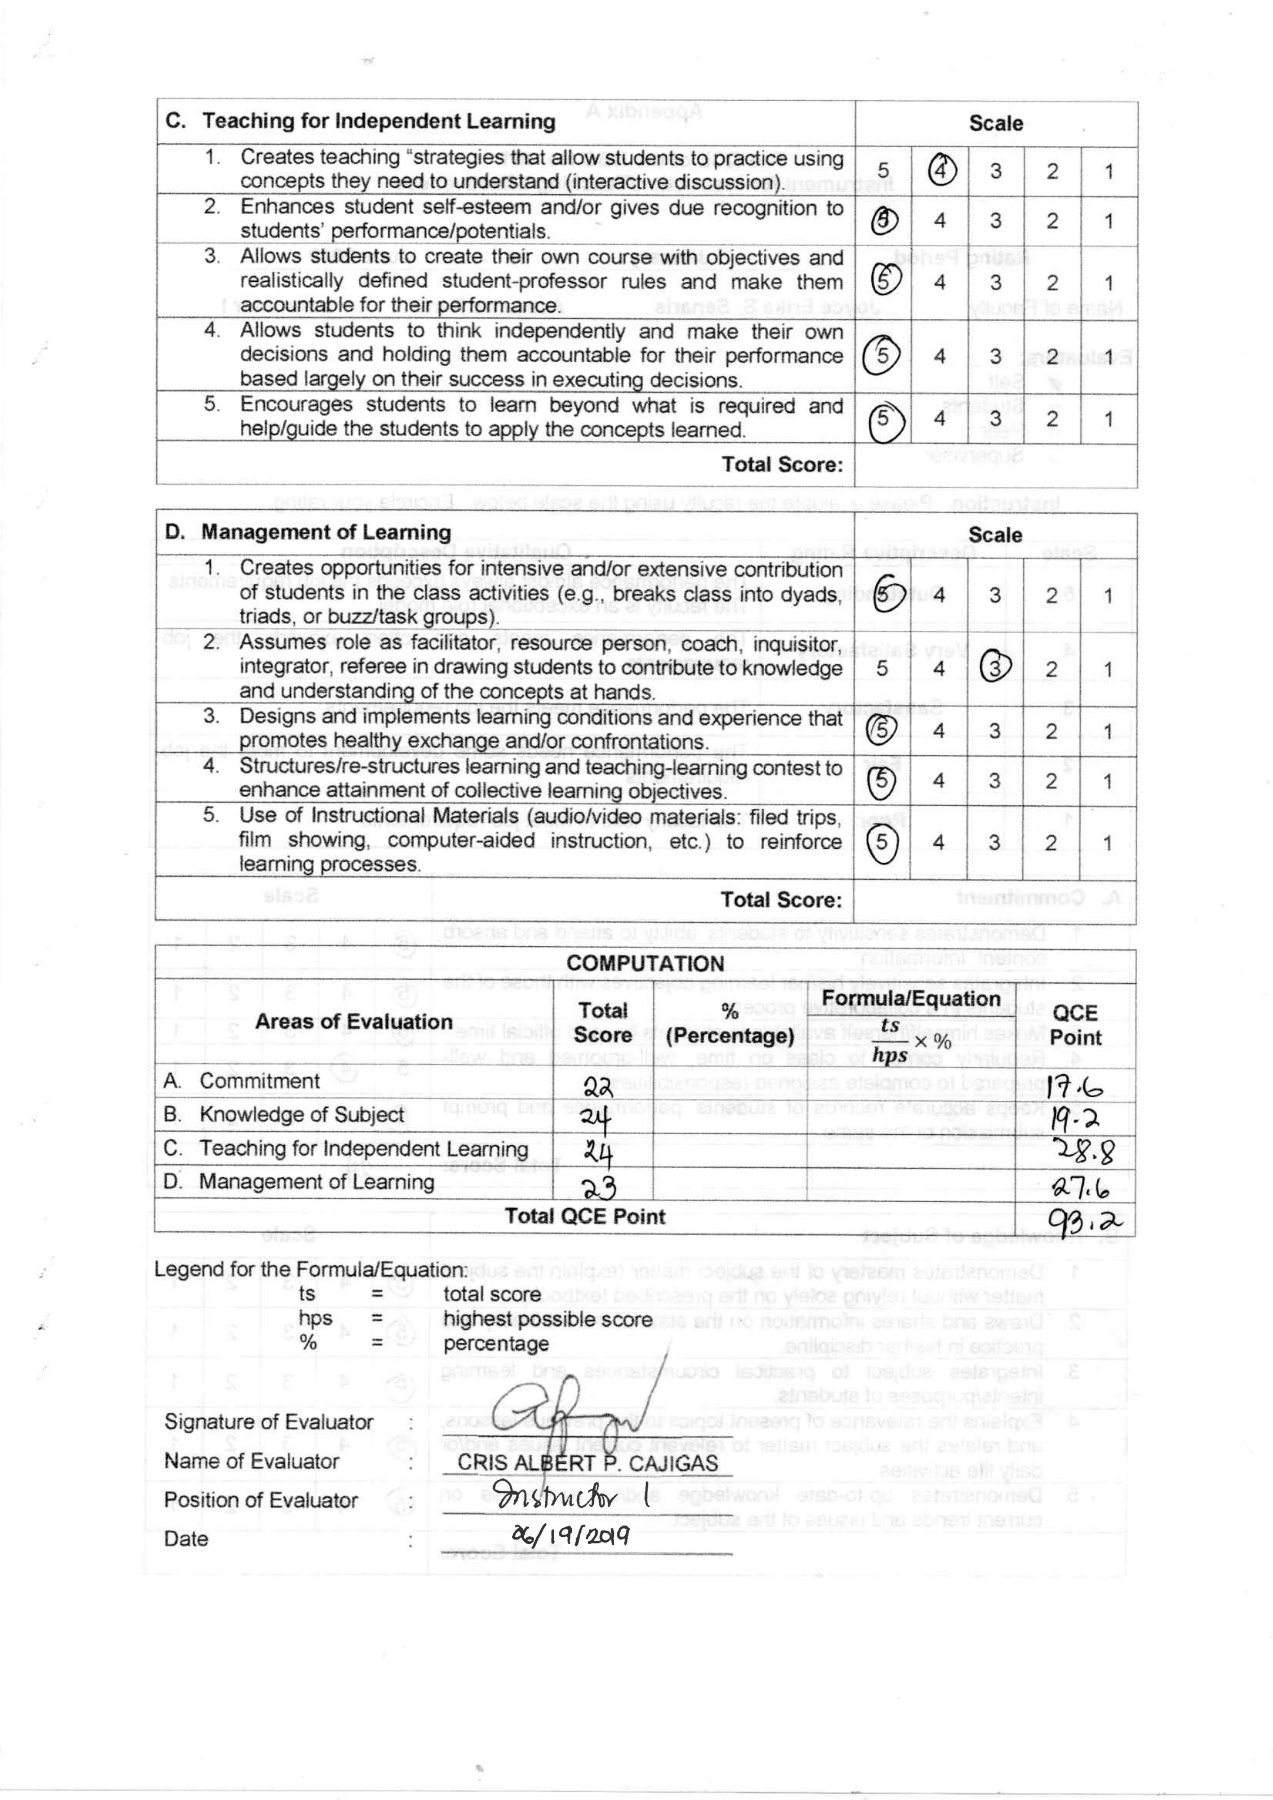 C. Teaching for Independent Learning Scale
1. Creates teaching “strategies that allow students to practice using
concepts they need to understand (interactive discussion). 5 4 3 2 1
2. Enhances student self-esteem and/or gives due recognition to
students' performance/potentials. 5 4 3 2 1
3. Allows students to create their own course with objectives and
realistically defined student-professor rules and make them 5 4 3 2 1
accountable for their performance.
4. Allows students to think independently and make their own
decisions and holding them accountable for their performance 5 4 3 2 1
based largely on their success in executing decisions.
5. Encourages students to learn beyond what is required and
help/guide the students to apply the concepts learned. 5 4 3 2 1
Total Score:
D. Management of Learning Scale
1. Creates opportunities for intensive and/or extensive contribution
of students in the class activities (e.g., breaks class into dyads, 5 4 3 2 1
triads, or buzz/task groups).
2. Assumes role as facilitator, resource person, coach, inquisitor,
integrator, referee in drawing students to contribute to knowledge 5 4 3 2 1
and understanding of the concepts at hands.
3. Designs and implements learning conditions and experience that
promotes healthy exchange and/or confrontations. 5 4 3 2 1
4. Structures/re-structures learning and teaching-learning contest to
enhance attainment of collective learning objectives. 5 4 3 2 1
5. Use of Instructional Materials (audio/video materials: filed trips,
film showing, computer-aided instruction, etc.) to reinforce 5 4 3 2 1
learning processes.
Total Score:
COMPUTATION
Areas of Evaluation Total Score % (Percentage) Formula/Equation ts/hps × % QCE Point
A. Commitment 22 17.6
B. Knowledge of Subject 24 19.2
C. Teaching for Independent Learning 24 28.8
D. Management of Learning 23 27.6
Total QCE Point 93.2
Legend for the Formula/Equation:
ts = total score
hps = highest possible score
% = percentage
Signature of Evaluator :
Name of Evaluator : CRIS ALBERT P. CAJIGAS
Position of Evaluator : Instructor 1
Date : 06/19/2019